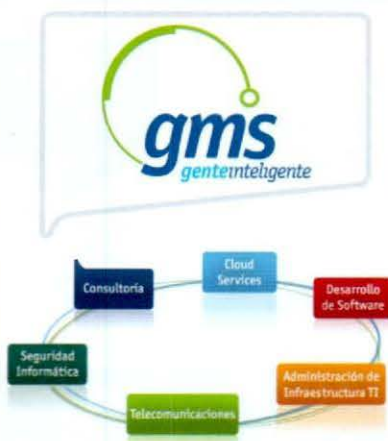 gms
genteinteligente
Cloud
Services
Consultoría
Desarrollo
de Software
Seguridad
Informática
Administración de
Infraestructura TI
Telecomunicaciones